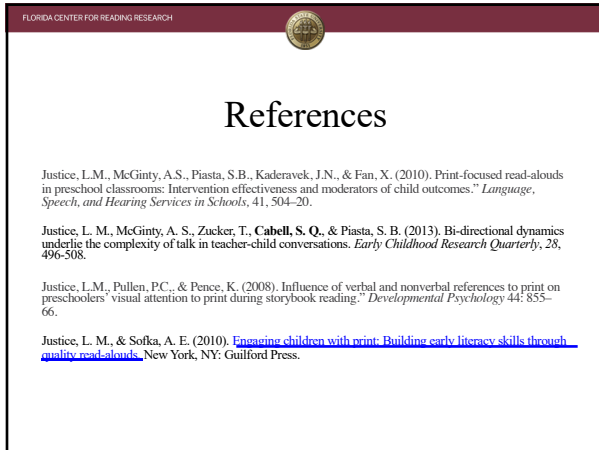 FLORIDA CENTER FOR READING RESEARCH
References
Justice, L.M., McGinty, A.S., Piasta, S.B., Kaderavek, J.N., & Fan, X. (2010). Print-focused read-alouds
in preschool classrooms: Intervention effectiveness and moderators of child outcomes.” Language,
Speech, and Hearing Services in Schools, 41, 504–20.
Justice, L. M., McGinty, A. S., Zucker, T., Cabell, S. Q., & Piasta, S. B. (2013). Bi-directional dynamics
underlie the complexity of talk in teacher-child conversations. Early Childhood Research Quarterly, 28,
496-508.
Justice, L.M., Pullen, P.C., & Pence, K. (2008). Influence of verbal and nonverbal references to print on
preschoolers’ visual attention to print during storybook reading.” Developmental Psychology 44: 855–
66.
Justice, L. M., & Sofka, A. E. (2010). Engaging children with print: Building early literacy skills through
quality read-alouds. New York, NY: Guilford Press.